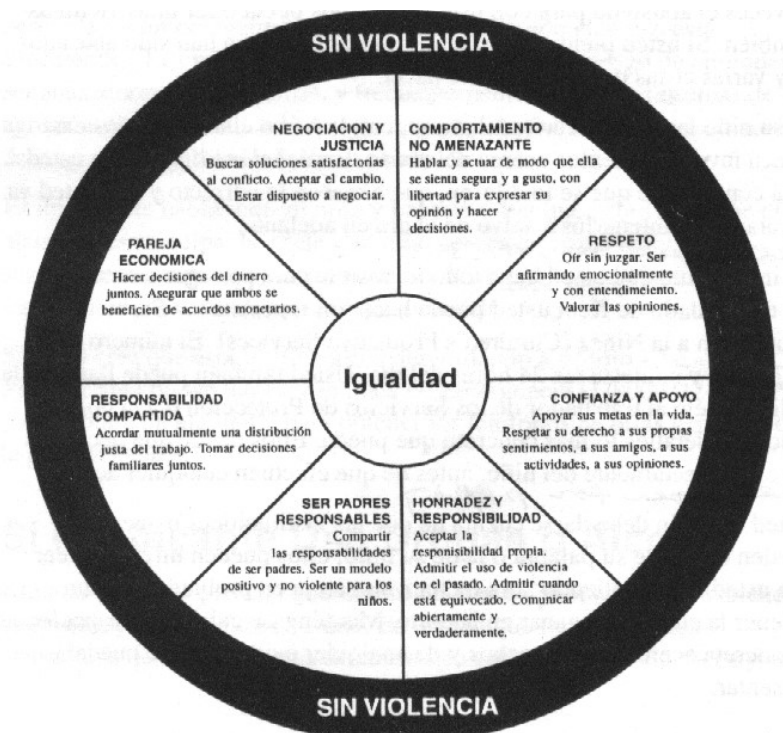 SIN VIOLENCIA
NEGOCIACION Y
JUSTICIA
Buscar soluciones satisfactorias
al conflicto. Aceptar el cambio.
Estar dispuesto a negociar.
COMPORTAMIENTO
NO AMENAZANTE
Hablar y actuar de modo que ella
se sienta segura y a gusto, con
libertad para expresar su
opinión y hacer
decisiones.
PAREJA
ECONOMICA
Hacer decisiones del dinero
juntos. Asegurar que ambos se
beneficien de acuerdos monetarios.
RESPETO
Oír sin juzgar. Ser
afirmando emocionalmente
y con entendimeinto.
Valorar las opiniones.
Igualdad
RESPONSABILIDAD
COMPARTIDA
Acordar mutualmente una distribución
justa del trabajo. Tomar decisiones
familiares juntos.
CONFIANZA Y APOYO
Apoyar sus metas en la vida.
Respetar su derecho a sus propias
sentimientos, a sus amigos, a sus
actividades, a sus opiniones.
SER PADRES
RESPONSABLES
Compartir
las responsabilidades
de ser padres. Ser un modelo
positivo y no violente para los
niños.
HONRADEZ Y
RESPONSIBILIDAD
Aceptar la
responisibilidad propia.
Admitir el uso de violencia
en el pasado. Admitir cuando
está equivocado. Comunicar
abiertamente y
verdaderamente.
SIN VIOLENCIA